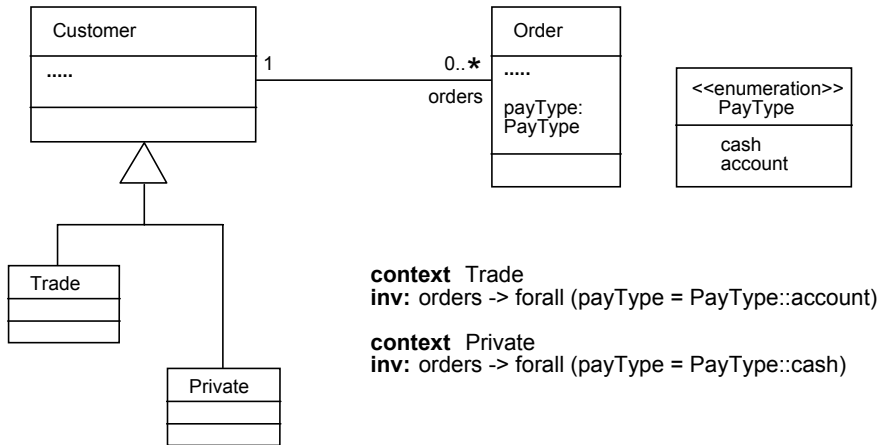 Customer
.....
1
0..*
orders
Order
.....
payType:
PayType
<<enumeration>>
PayType
cash
account
Trade
Private
context Trade
inv: orders -> forall (payType = PayType::account)
context Private
inv: orders -> forall (payType = PayType::cash)